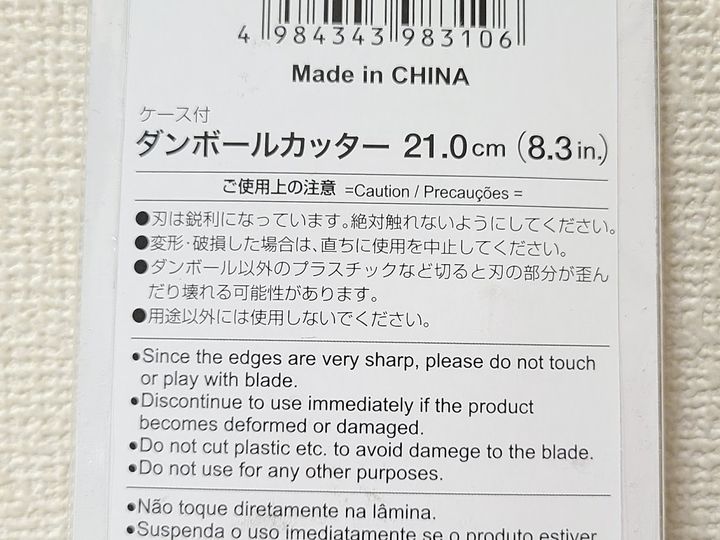 4 984343 983106
Made in CHINA
ケース付
ダンボールカッター 21.0cm (8.3in.)
ご使用上の注意 =Caution / Precauções =
●刃は鋭利になっています。絶対触れないようにしてください。
●変形・破損した場合は、直ちに使用を中止してください。
●ダンボール以外のプラスチックなど切ると刃の部分が歪ん
だり壊れる可能性があります。
●用途以外には使用しないでください。
●Since the edges are very sharp, please do not touch
or play with blade.
●Discontinue to use immediately if the product
becomes deformed or damaged.
●Do not cut plastic etc. to avoid damege to the blade.
●Do not use for any other purposes.
●Não toque diretamente na lâmina.
●Suspenda o uso imediatamente se o produto estiver